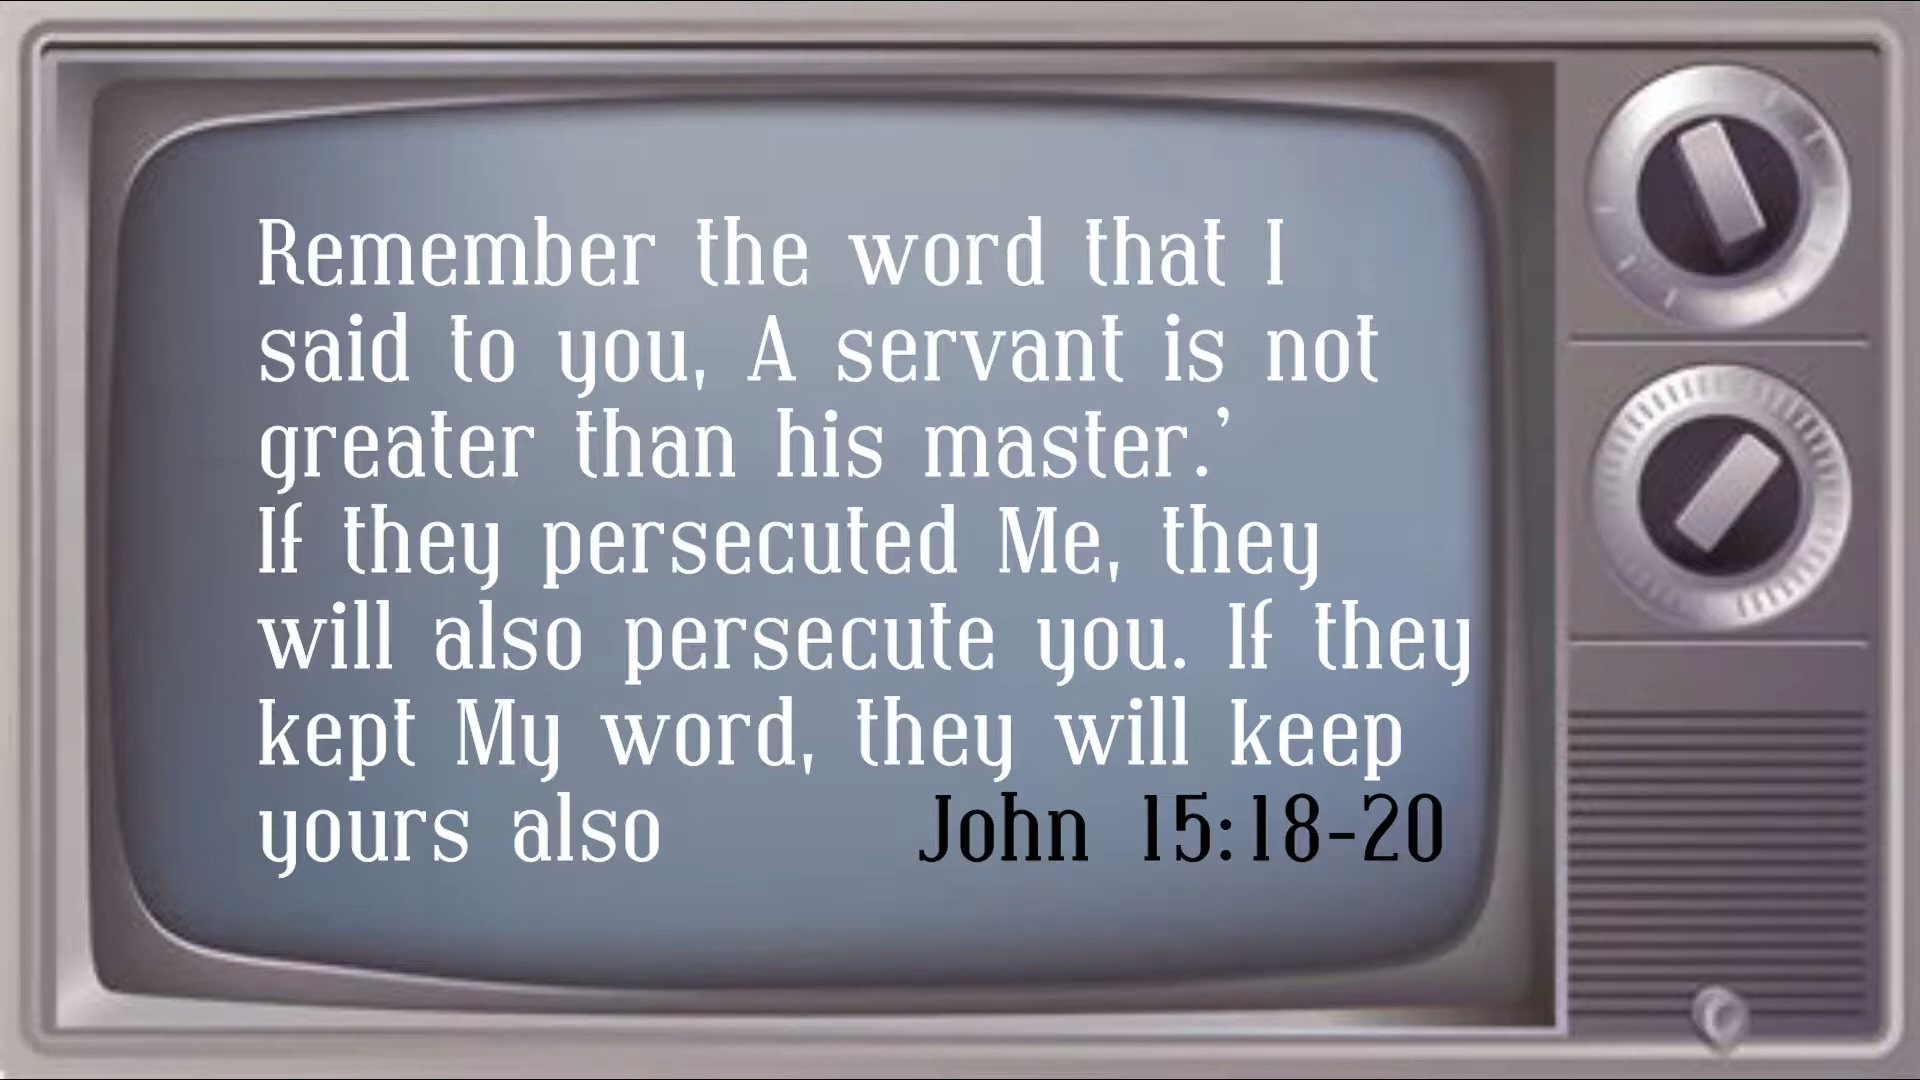 Remember the word that I
said to you, A servant is not
greater than his master.’
If they persecuted Me, they
will also persecute you. If they
kept My word, they will keep
yours also John 15:18-20